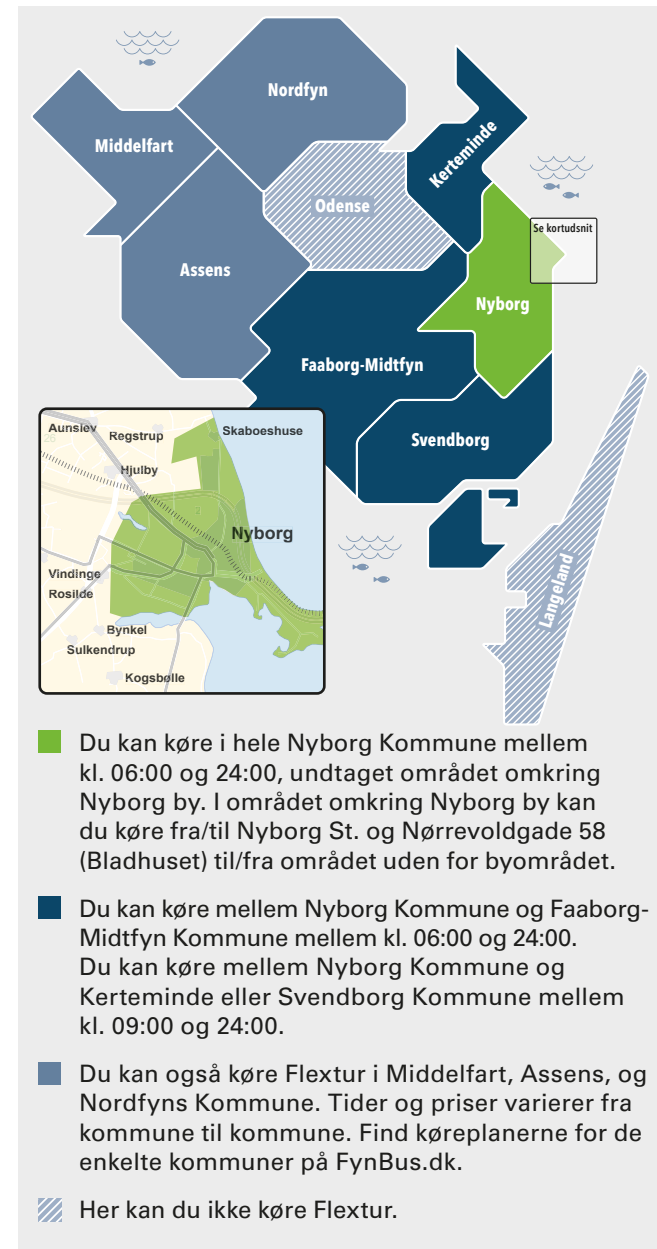 Nordfyn
Middelfart
Kerteminde
Odense
Se kortudsnit
Assens
Nyborg
Faaborg-Midtfyn
Svendborg
Langeland
Aunslev
Regstrup
Skaboeshuse
26
Hjulby
Nyborg
Vindinge
Rosilde
Bynkel
Sulkendrup
Kogsbølle
Du kan køre i hele Nyborg Kommune mellem
kl. 06:00 og 24:00, undtaget området omkring
Nyborg by. I området omkring Nyborg by kan
du køre fra/til Nyborg St. og Nørrevoldgade 58
(Bladhuset) til/fra området uden for byområdet.
Du kan køre mellem Nyborg Kommune og Faaborg-
Midtfyn Kommune mellem kl. 06:00 og 24:00.
Du kan køre mellem Nyborg Kommune og
Kerteminde eller Svendborg Kommune mellem
kl. 09:00 og 24:00.
Du kan også køre Flextur i Middelfart, Assens, og
Nordfyns Kommune. Tider og priser varierer fra
kommune til kommune. Find køreplanerne for de
enkelte kommuner på FynBus.dk.
Her kan du ikke køre Flextur.